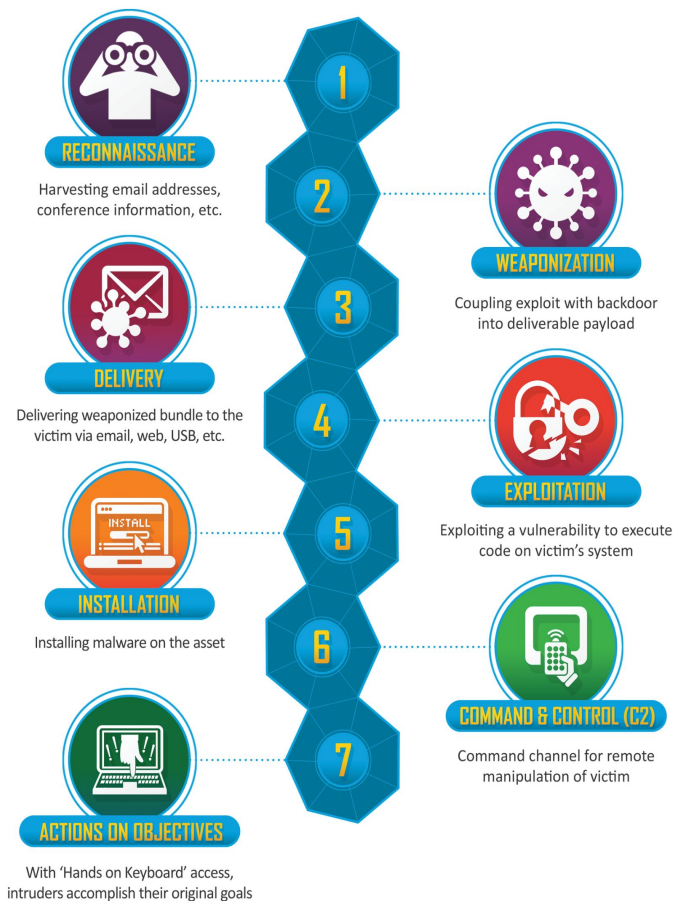 1
RECONNAISSANCE
Harvesting email addresses,
conference information, etc.
2
WEAPONIZATION
Coupling exploit with backdoor
into deliverable payload
3
DELIVERY
Delivering weaponized bundle to the
victim via email, web, USB, etc.
4
EXPLOITATION
Exploiting a vulnerability to execute
code on victim’s system
5
INSTALL
INSTALLATION
Installing malware on the asset
6
COMMAND & CONTROL (C2)
Command channel for remote
manipulation of victim
7
ACTIONS ON OBJECTIVES
With ‘Hands on Keyboard’ access,
intruders accomplish their original goals